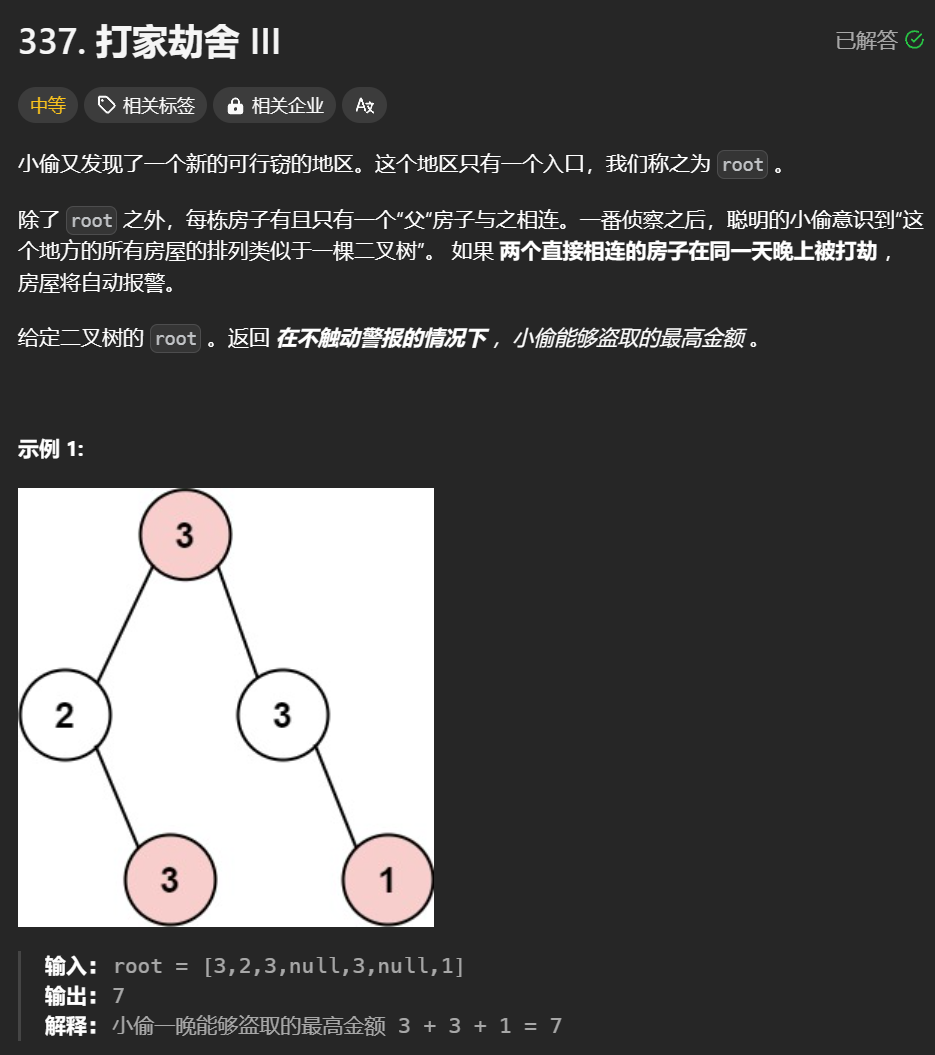 337. 打家劫舍 III
已解答
中等
相关标签
相关企业
小偷又发现了一个新的可行窃的地区。这个地区只有一个入口，我们称之为 root 。
除了 root 之外，每栋房子有且只有一个“父“房子与之相连。一番侦察之后，聪明的小偷意识到“这
个地方的所有房屋的排列类似于一棵二叉树”。 如果 两个直接相连的房子在同一天晚上被打劫 ，
房屋将自动报警。
给定二叉树的 root 。返回 在不触动警报的情况下 ，小偷能够盗取的最高金额 。
示例 1:
3
2
3
3
1
输入： root = [3,2,3,null,3,null,1]
输出： 7
解释： 小偷一晚能够盗取的最高金额 3 + 3 + 1 = 7